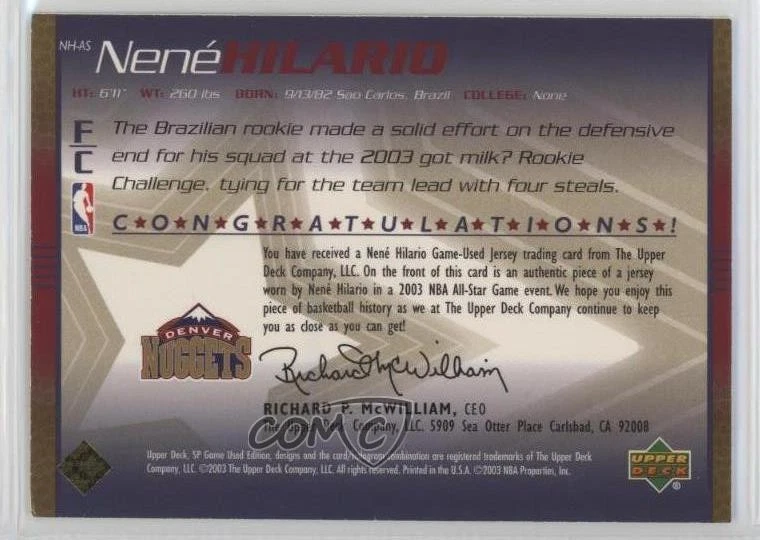 NH-AS
Nené HILARIO
HT: 6'11" WT: 260 lbs BORN: 9/13/82 Sao Carlos, Brazil COLLEGE: None
F
C
The Brazilian rookie made a solid effort on the defensive
end for his squad at the 2003 got milk? Rookie
Challenge, tying for the team lead with four steals.
NBA
C★O★N★G★R★A★T★U★L★A★T★I★O★N★S★!
You have received a Nené Hilario Game-Used Jersey trading card from The Upper
Deck Company, LLC. On the front of this card is an authentic piece of a jersey
worn by Nené Hilario in a 2003 NBA All-Star Game event. We hope you enjoy this
piece of basketball history as we at The Upper Deck Company continue to keep
you as close as you can get!
DENVER
NUGGETS
Richard McWilliam
RICHARD P. McWILLIAM, CEO
The Upper Deck Company, LLC. 5909 Sea Otter Place Carlsbad, CA 92008
COMC
Upper Deck, SP Game Used Edition, designs and the card/hologram combination are registered trademarks of The Upper Deck
Company, LLC. ©2003 The Upper Deck Company, LLC. All rights reserved. Printed in the U.S.A. ©2003 NBA Properties, Inc.
UPPER
DECK
®